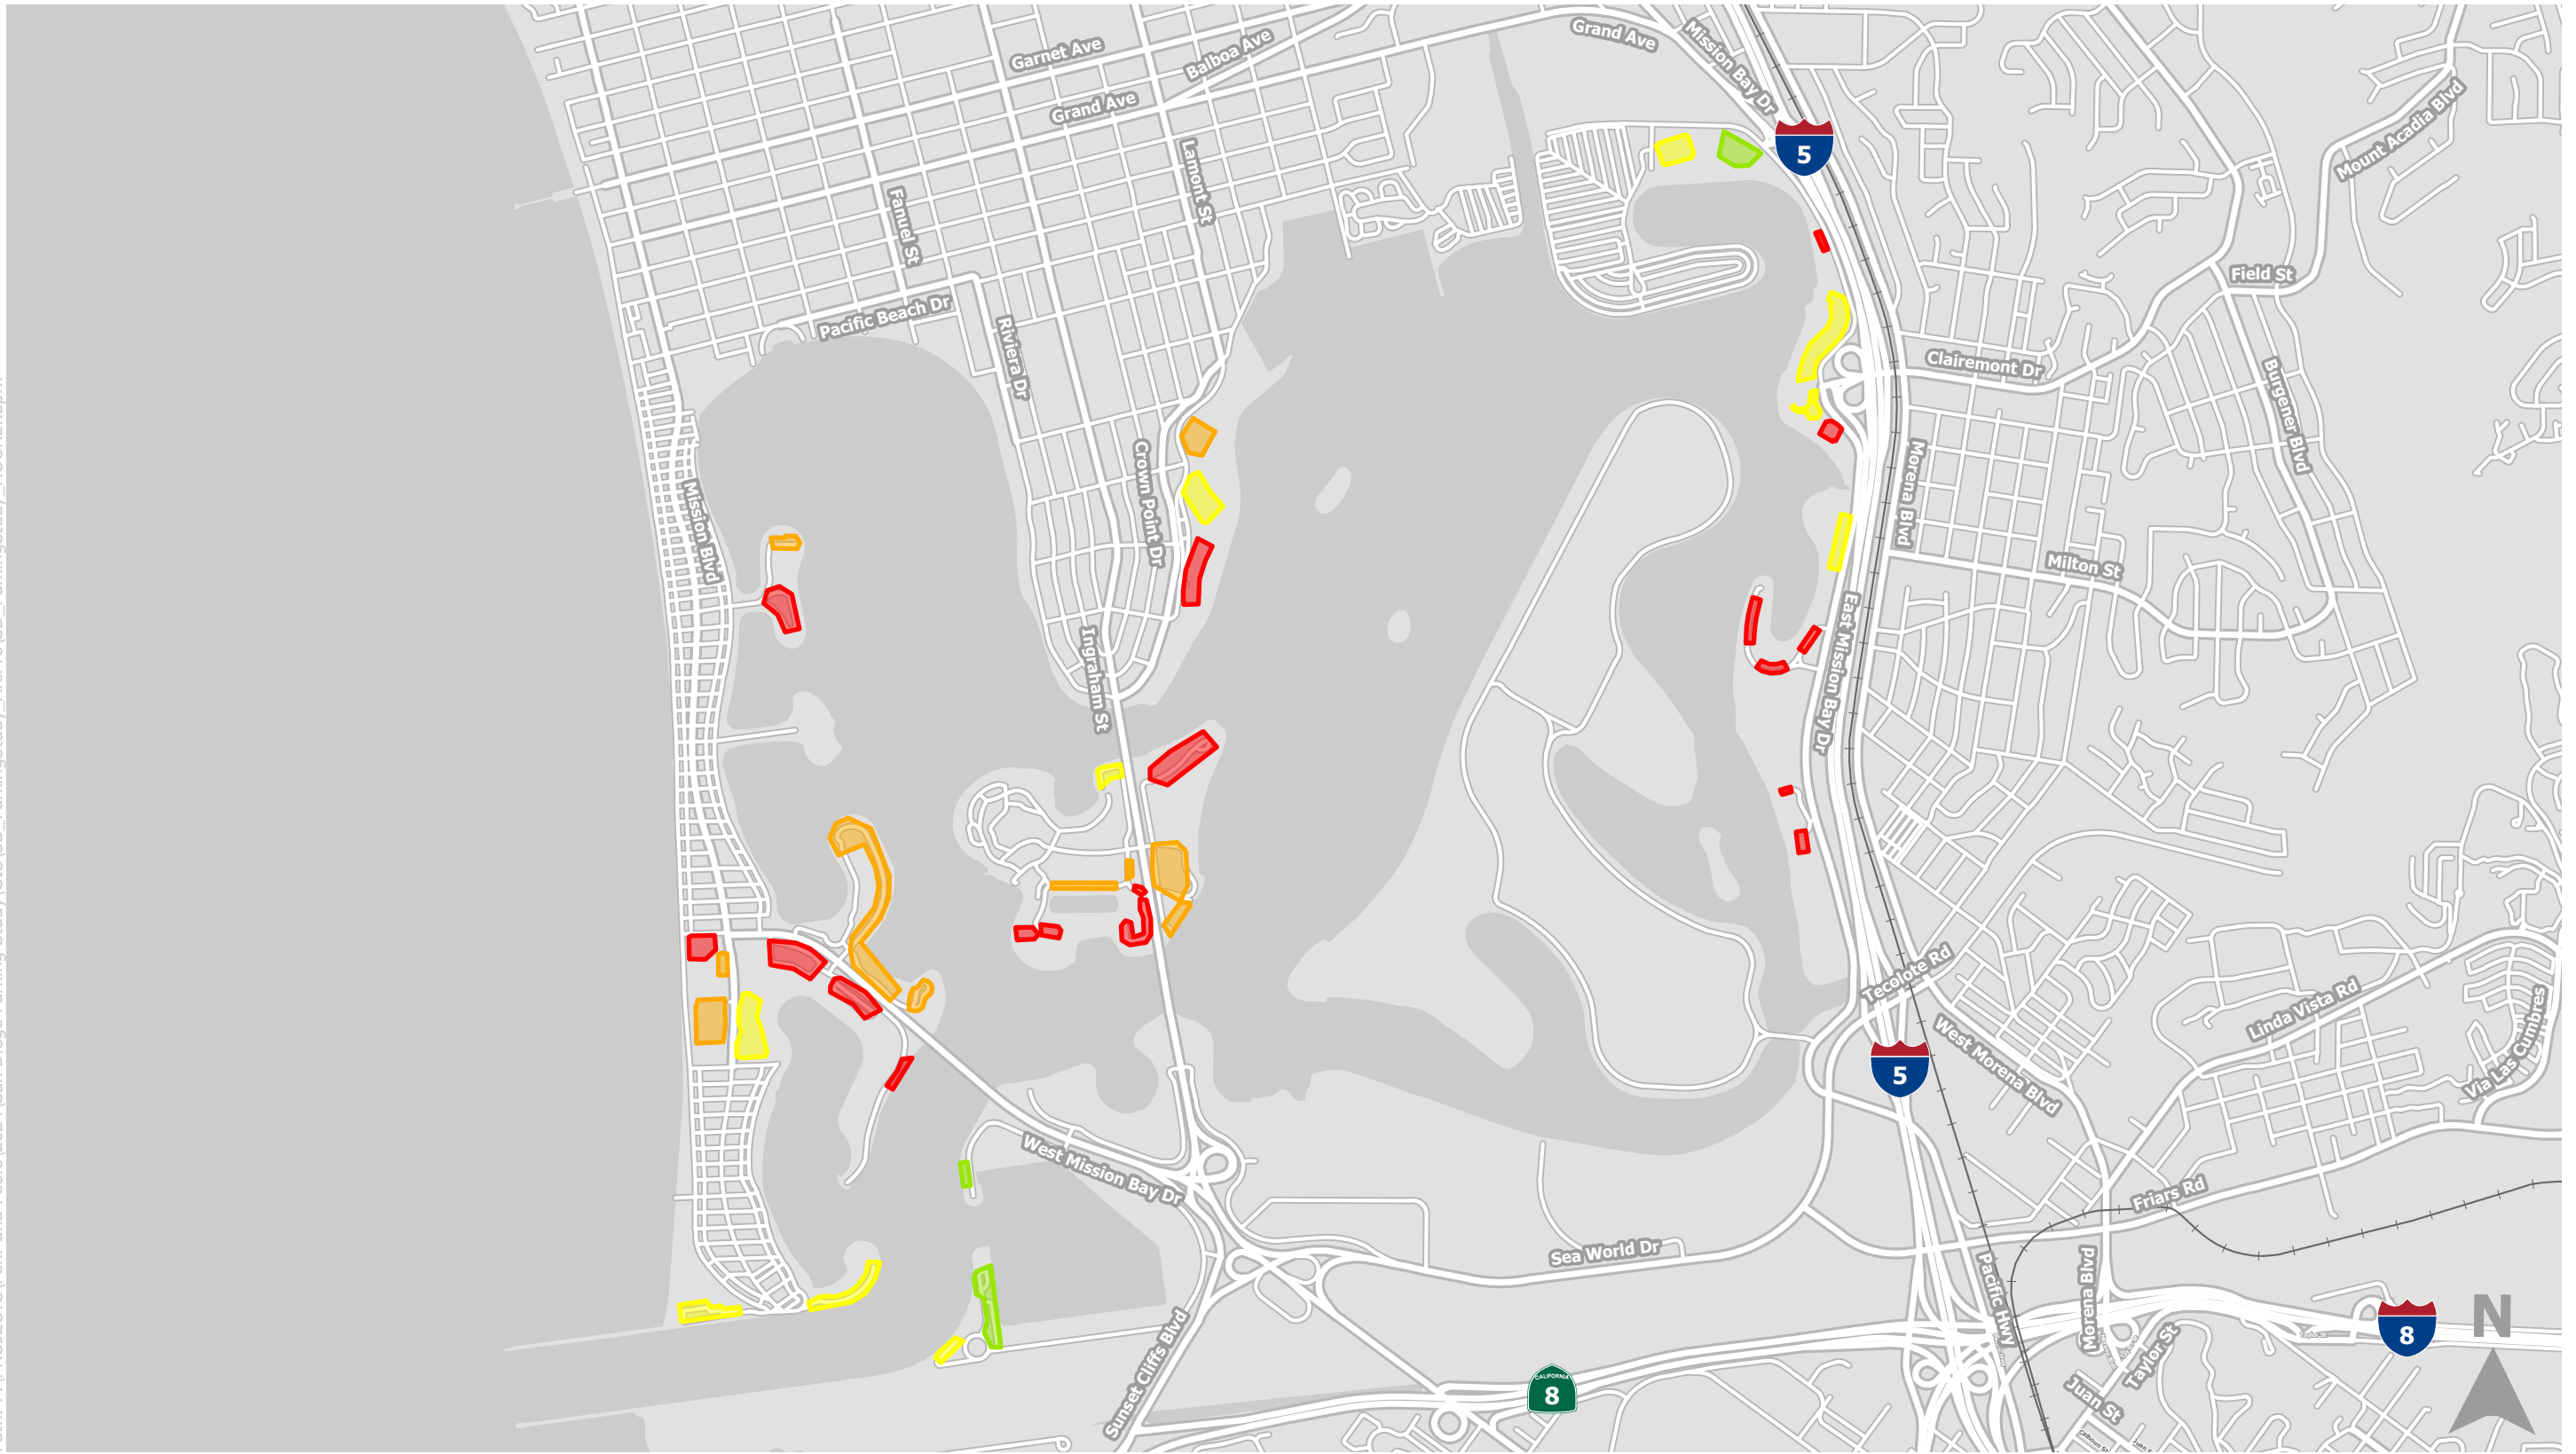 Garnet Ave
Balboa Ave
Grand Ave
Grand Ave
Mission Bay Dr
5
Mount Acadia Blvd
Lamont St
Fanuel St
Field St
Pacific Beach Dr
Riviera Dr
Clairemont Dr
Burgener Blvd
Crown Point Dr
Morena Blvd
Mission Blvd
Milton St
Ingraham St
East Mission Bay Dr
Tecolote Rd
Linda Vista Rd
Via Las Cumbres
West Morena Blvd
5
West Mission Bay Dr
Friars Rd
Sea World Dr
Pacific Hwy
Morena Blvd
Taylor St
Sunset Cliffs Blvd
CALIFORNIA
8
8
N
Juan St